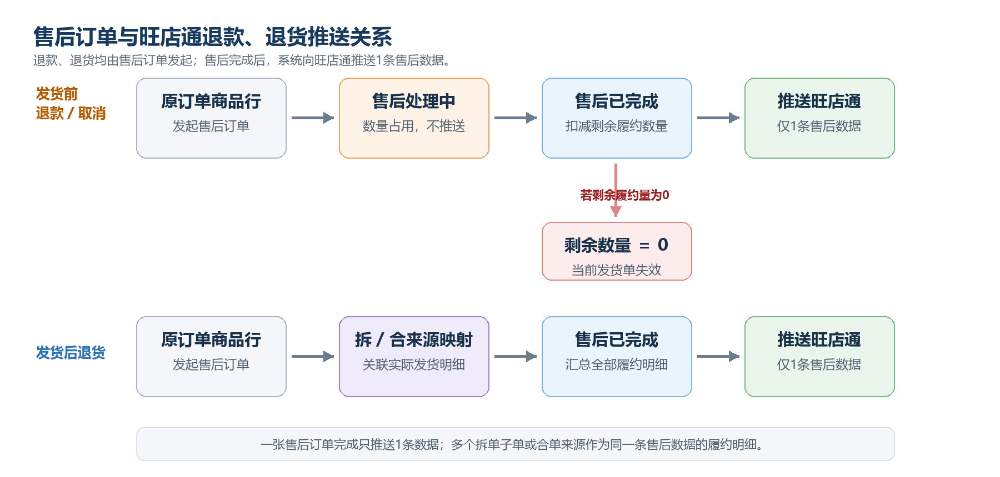 售后订单与旺店通退款、退货推送关系
退款、退货均由售后订单发起；售后完成后，系统向旺店通推送1条售后数据。
发货前
退款 / 取消
原订单商品行
发起售后订单
售后处理中
数量占用，不推送
售后已完成
扣减剩余履约数量
推送旺店通
仅1条售后数据
若剩余履约量为0
剩余数量 = 0
当前发货单失效
发货后退货
原订单商品行
发起售后订单
拆 / 合来源映射
关联实际发货明细
售后已完成
汇总全部履约明细
推送旺店通
仅1条售后数据
一张售后订单完成只推送1条数据；多个拆单子单或合单来源作为同一条售后数据的履约明细。